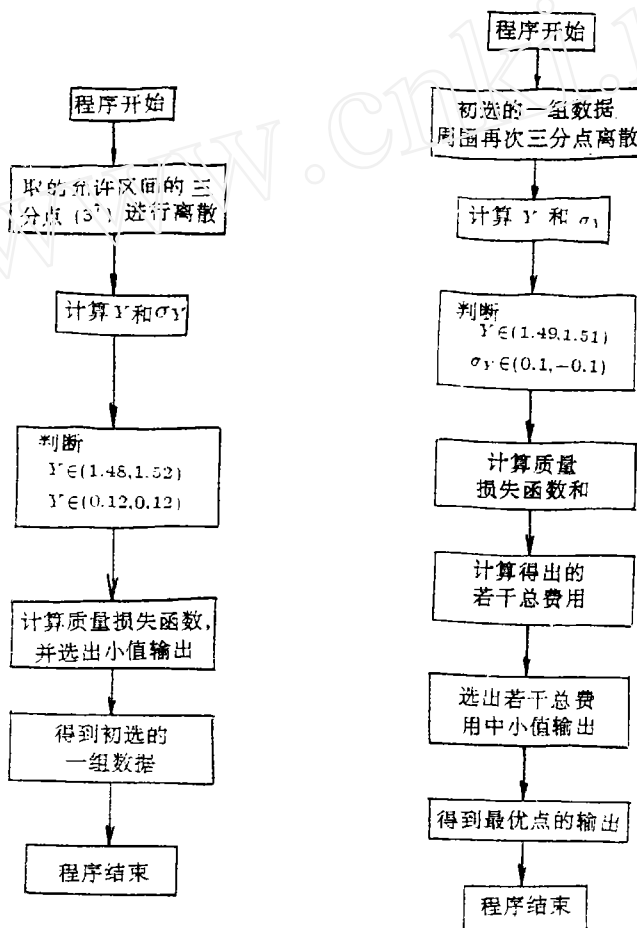 程序开始
取的允许区间的三
分点(3⁷)进行离散
计算Y和σY
判断
Y∈(1.48,1.52)
Y∈(0.12,0.12)
计算质量损失函数,
并选出小值输出
得到初选的
一组数据
程序结束
程序开始
初选的一组数据
周围再次三分点离散
计算 Y 和 σY
判断
Y∈(1.49,1.51)
σY∈(0.1,-0.1)
计算质量
损失函数和
计算得出的
若干总费用
选出若干总费
用中小值输出
得到最优点的输出
程序结束
www.cnki.n